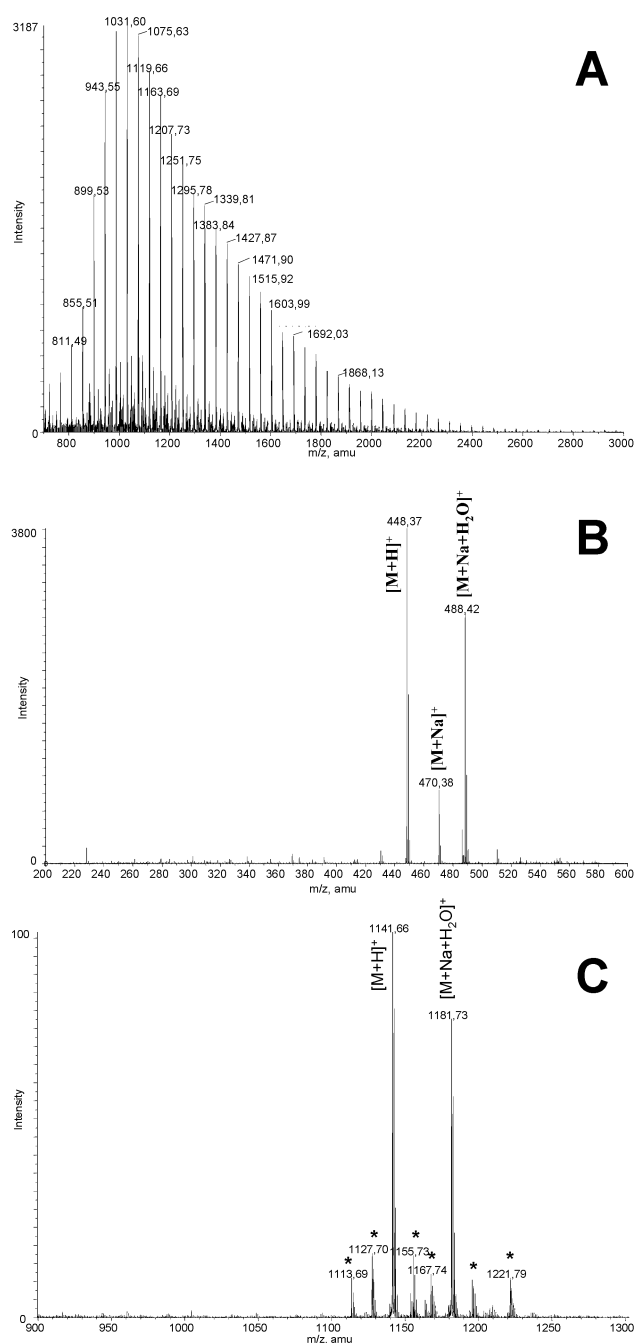 3187
1031,60
1075,63
A
1119,66
943,55
1163,69
1207,73
1251,75
899,53
1295,78
1339,81
1383,84
1427,87
1471,90
1515,92
855,51
1603,99
811,49
1692,03
1868,13
Intensity
0
800 1000 1200 1400 1600 1800 2000 2200 2400 2600 2800 3000
m/z, amu
3800
448,37
[M+H]+
[M+Na+H2O]+
B
488,42
[M+Na]+
470,38
Intensity
0
200 220 240 260 280 300 320 340 360 380 400 420 440 460 480 500 520 540 560 580 600
m/z, amu
100
1141,66
[M+H]+
[M+Na+H2O]+
C
1181,73
Intensity
* * * * * *
1127,70
1155,73
1113,69
1167,74
1221,79
0
900 950 1000 1050 1100 1150 1200 1250 1300
m/z, amu